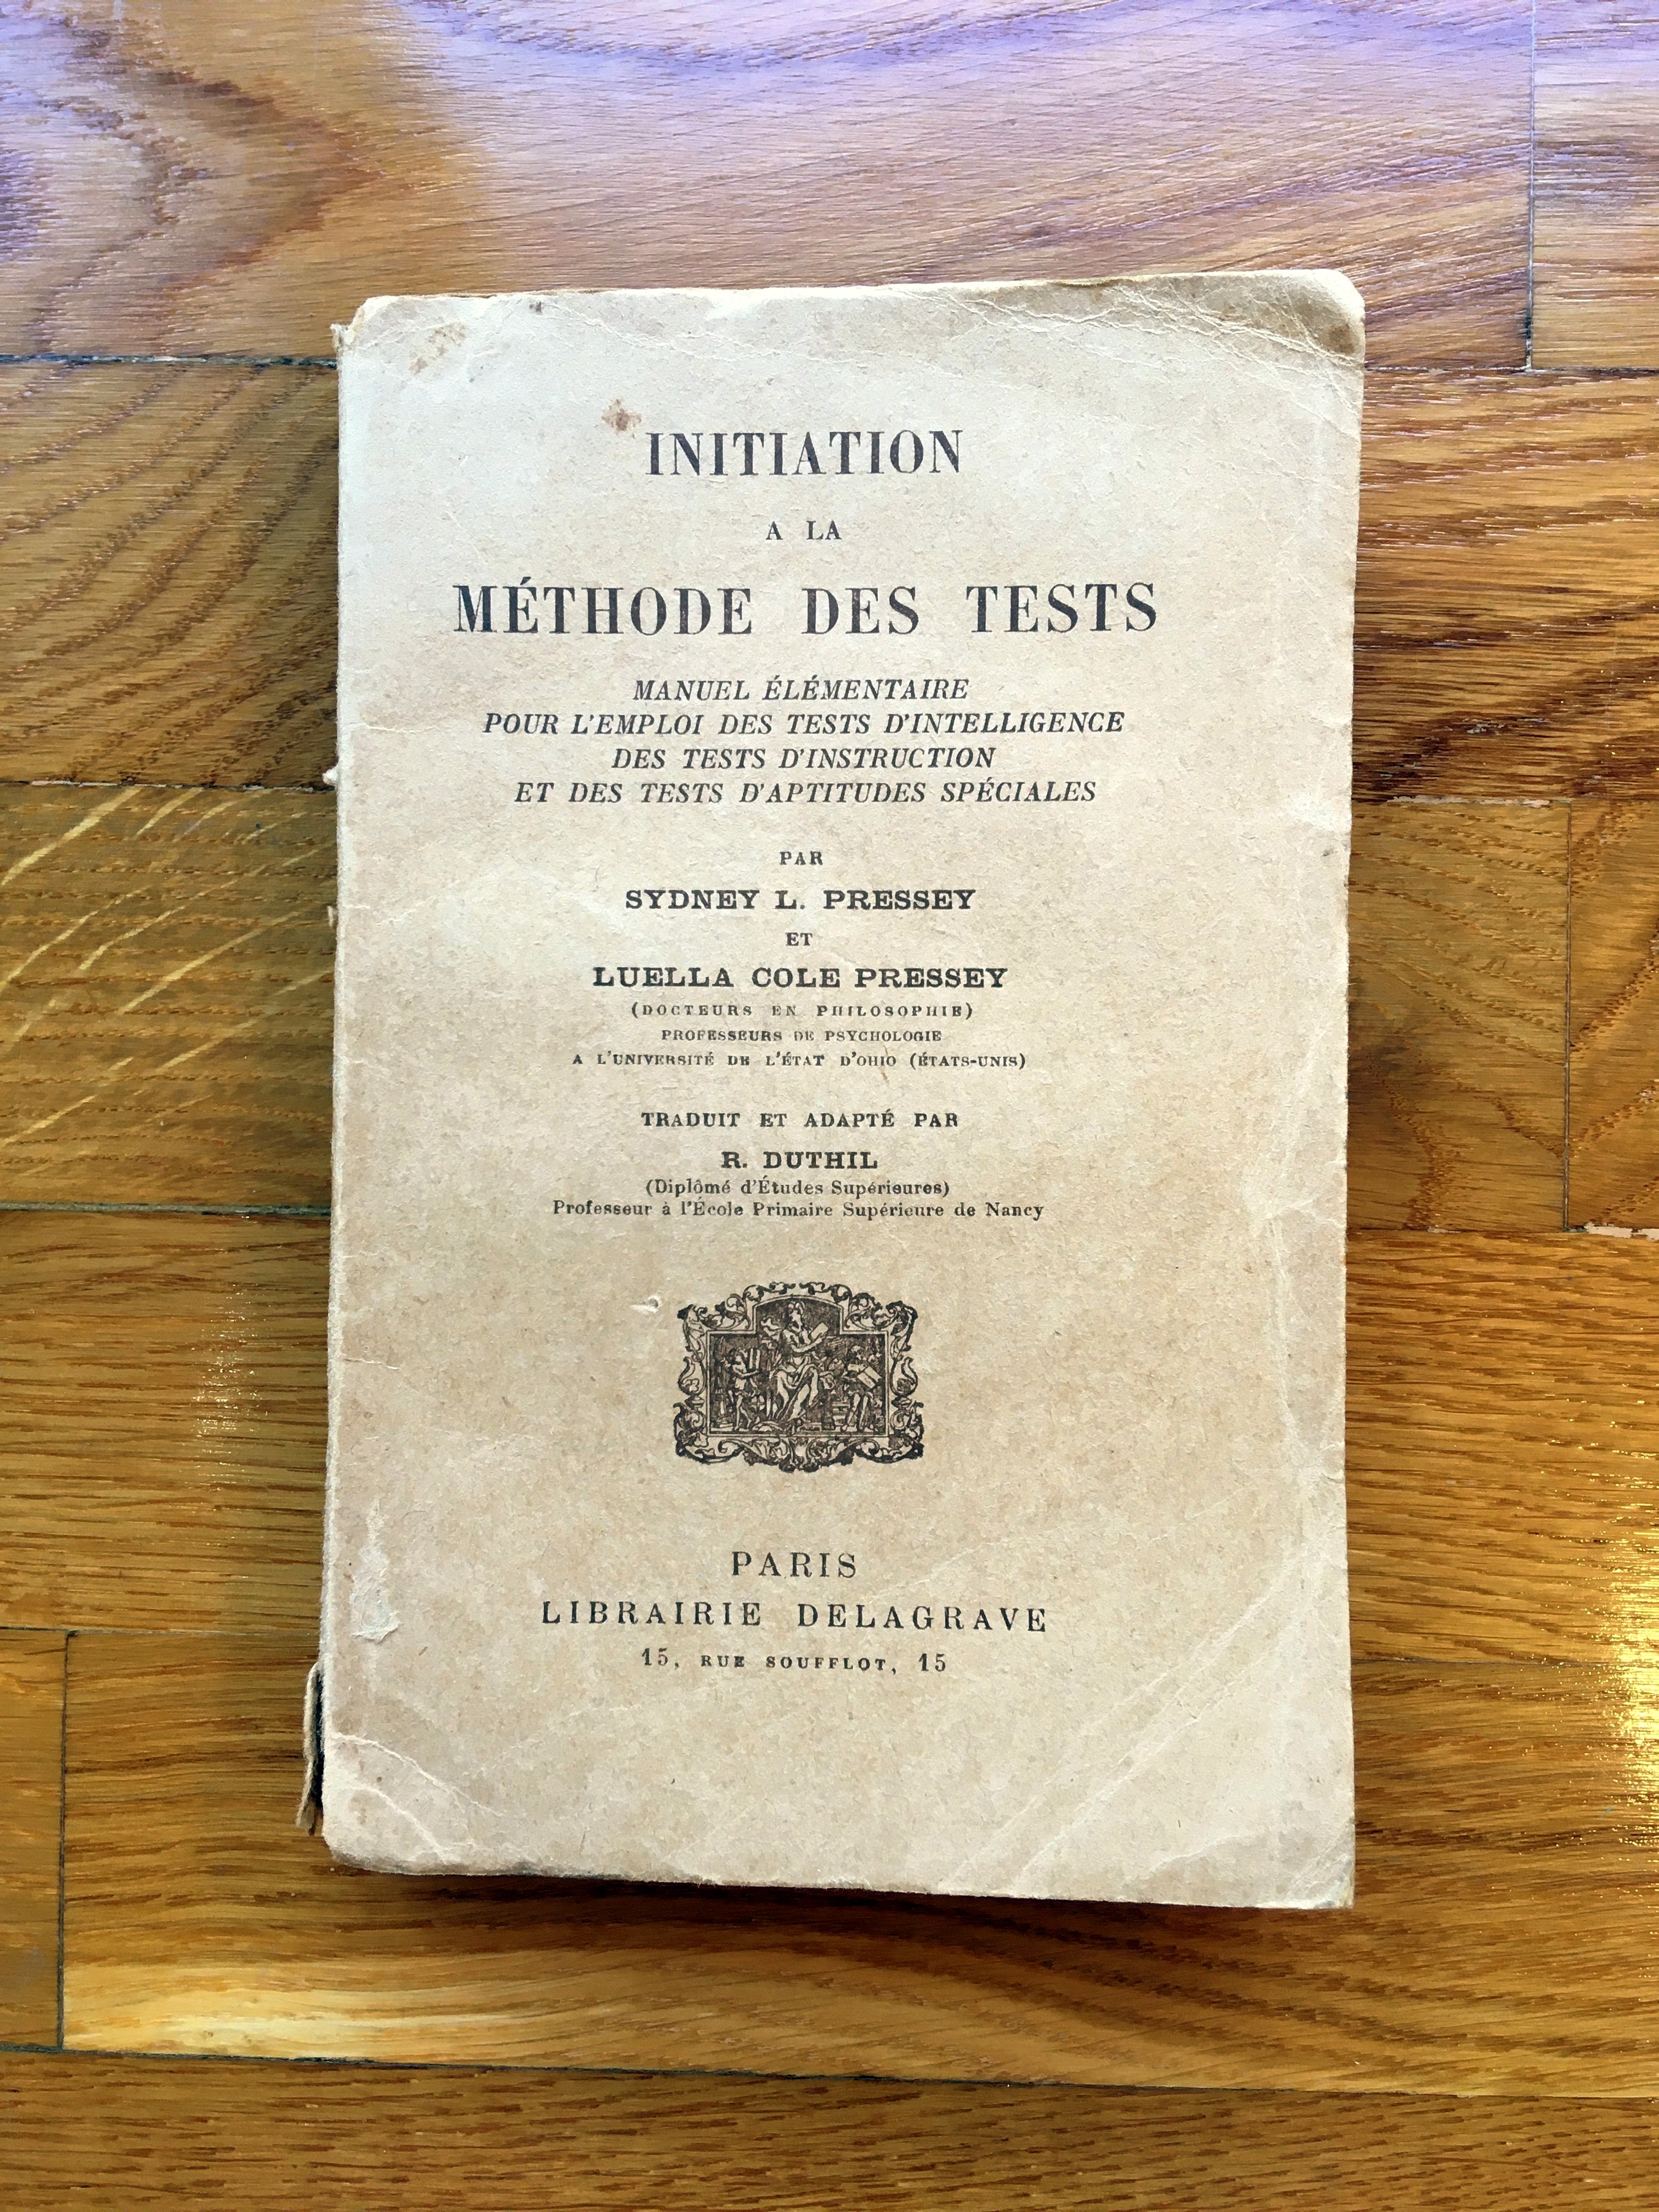 INITIATION
A LA
MÉTHODE DES TESTS
MANUEL ÉLÉMENTAIRE
POUR L'EMPLOI DES TESTS D'INTELLIGENCE
DES TESTS D'INSTRUCTION
ET DES TESTS D'APTITUDES SPÉCIALES
PAR
SYDNEY L. PRESSEY
ET
LUELLA COLE PRESSEY
(DOCTEURS EN PHILOSOPHIE)
PROFESSEURS DE PSYCHOLOGIE
A L'UNIVERSITÉ DE L'ÉTAT D'OHIO (ÉTATS-UNIS)
TRADUIT ET ADAPTÉ PAR
R. DUTHIL
(Diplômé d'Études Supérieures)
Professeur à l'École Primaire Supérieure de Nancy
PARIS
LIBRAIRIE DELAGRAVE
15, RUE SOUFFLOT, 15